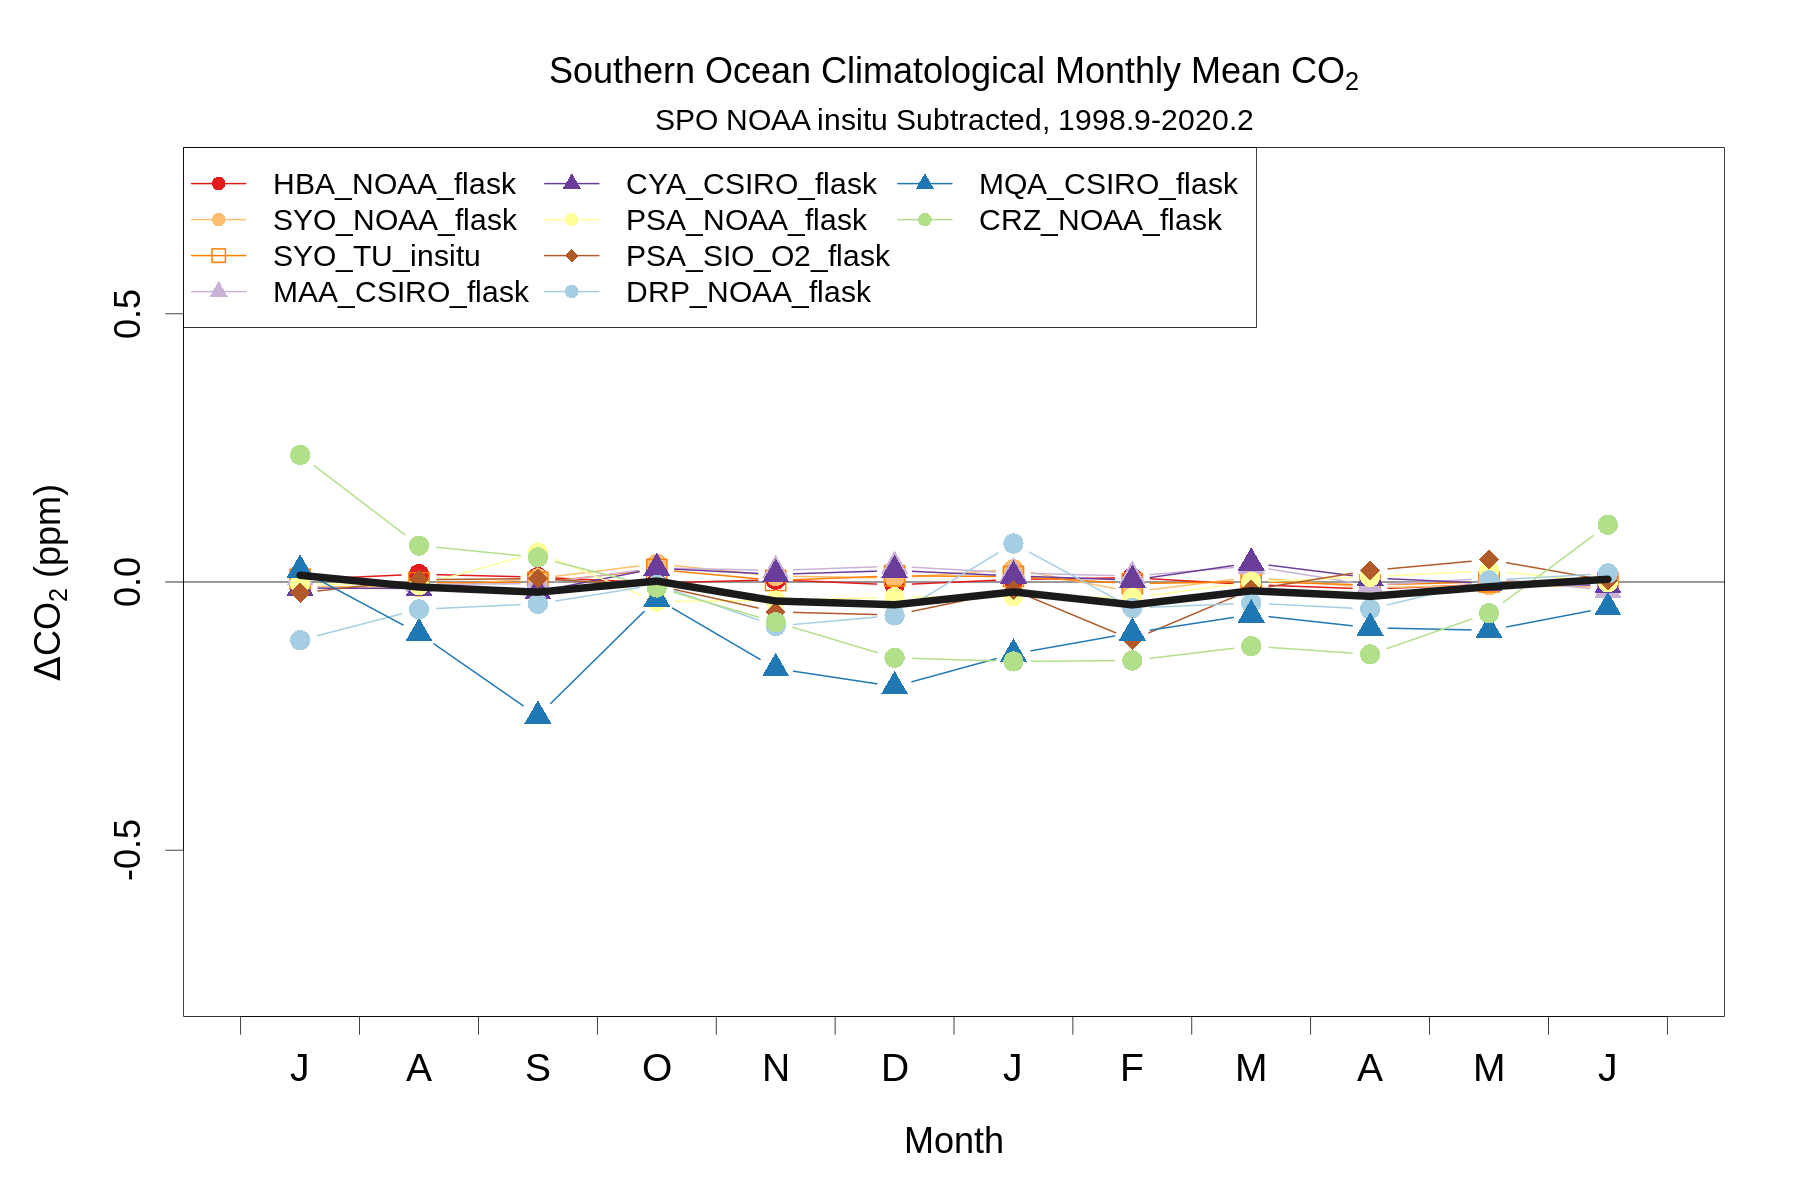 Southern Ocean Climatological Monthly Mean CO₂
SPO NOAA insitu Subtracted, 1998.9-2020.2
HBA_NOAA_flask CYA_CSIRO_flask MQA_CSIRO_flask
SYO_NOAA_flask PSA_NOAA_flask CRZ_NOAA_flask
SYO_TU_insitu PSA_SIO_O2_flask
MAA_CSIRO_flask DRP_NOAA_flask
0.5
0.0
-0.5
ΔCO₂ (ppm)
J A S O N D J F M A M J
Month